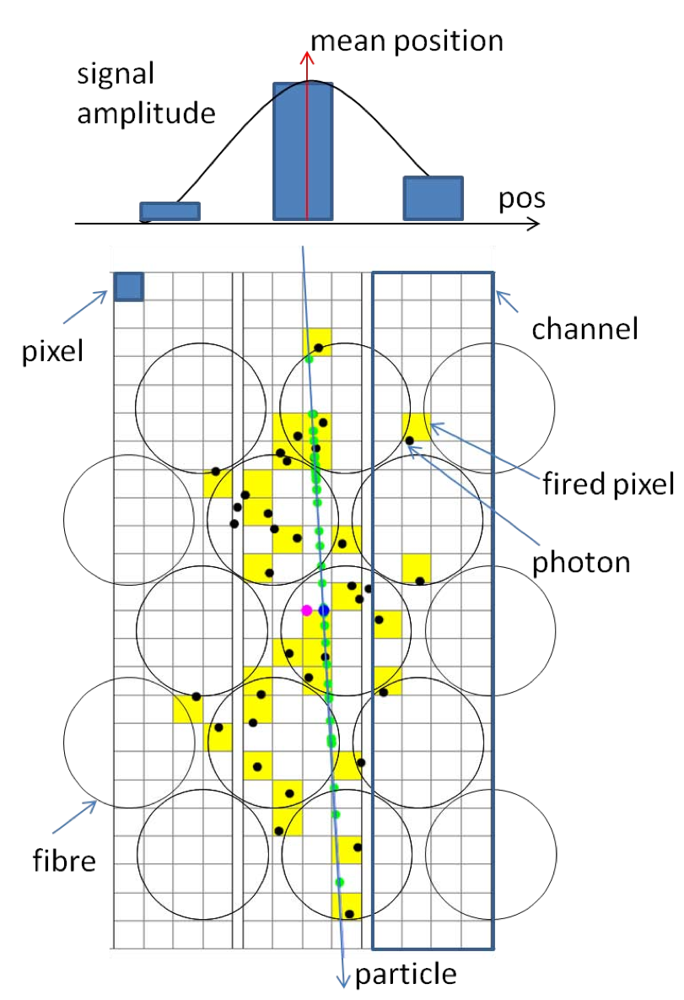 mean position
signal
amplitude
pos
pixel
channel
fired pixel
photon
fibre
particle